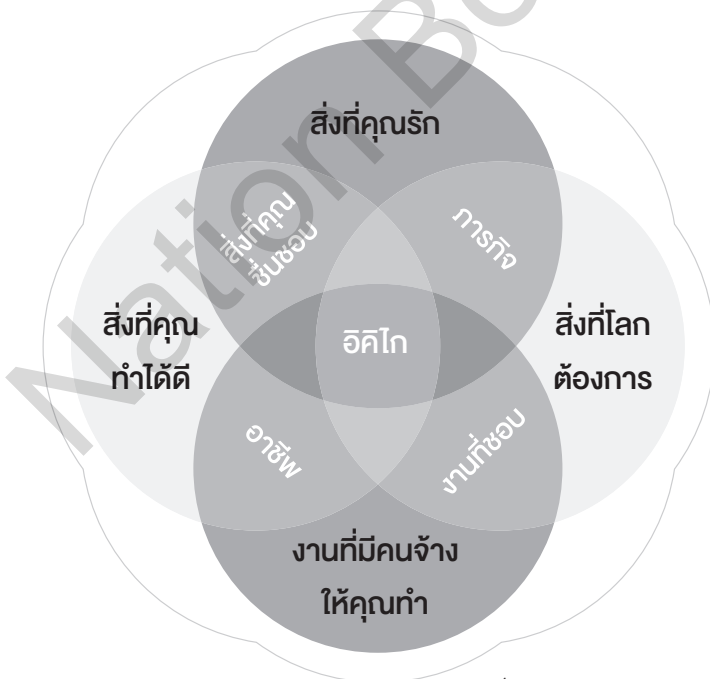 สิ่งที่คุณรัก
สิ่งที่คุณ
ชื่นชอบ
ภารกิจ
สิ่งที่คุณ
ทำได้ดี
อิคิไก
สิ่งที่โลก
ต้องการ
อาชีพ
งานที่ชอบ
งานที่มีคนจ้าง
ให้คุณทำ
Nation